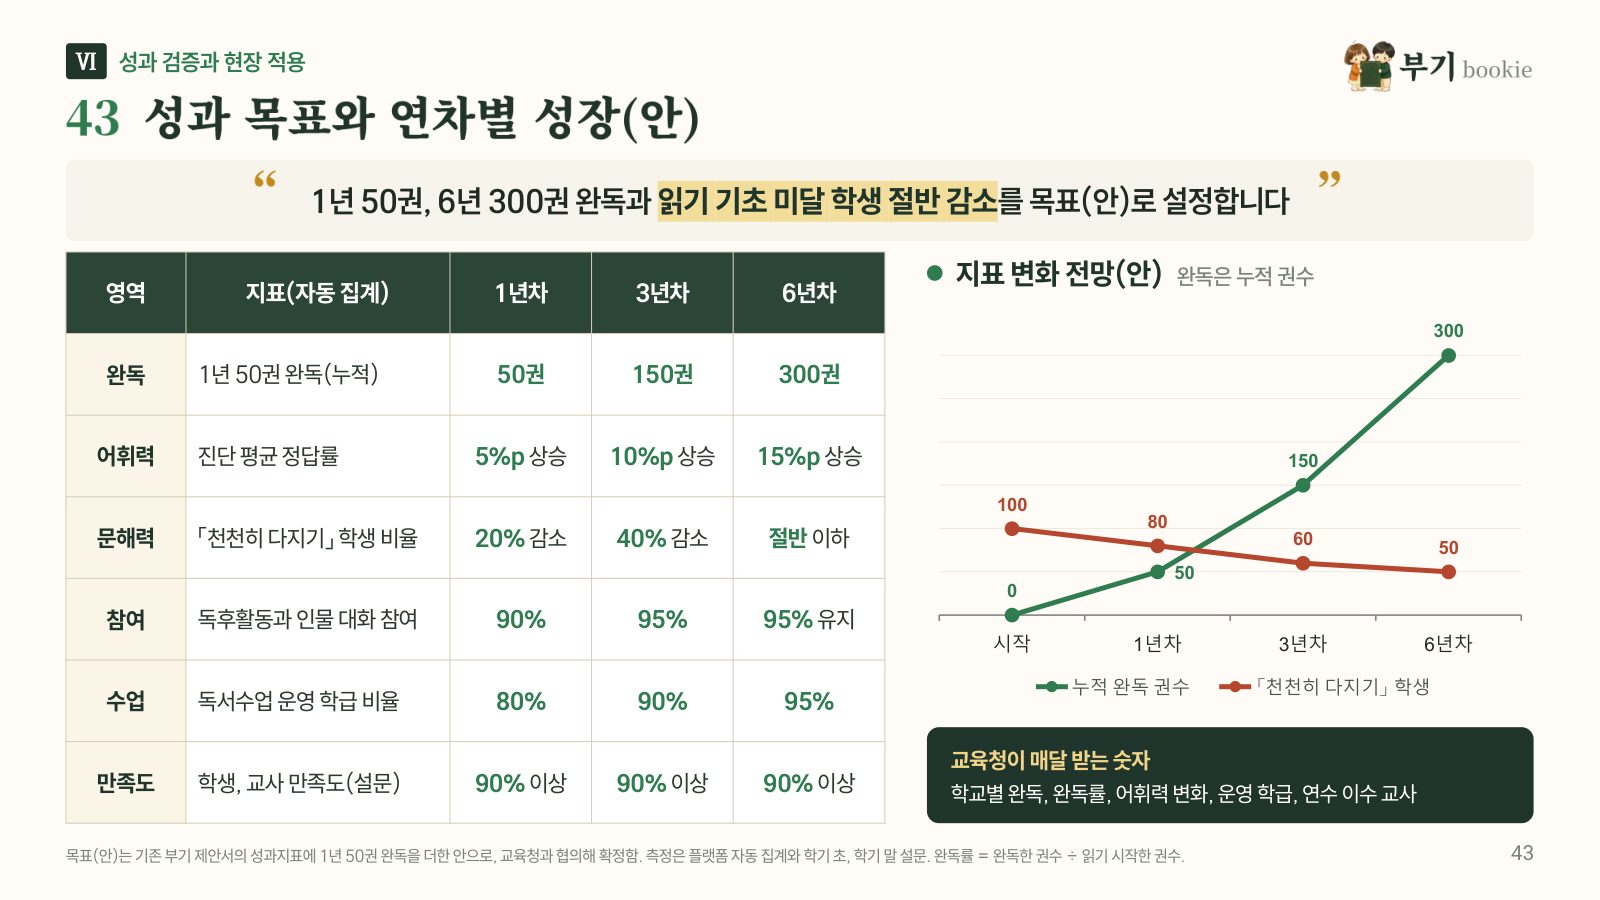 VI 성과 검증과 현장 적용
부기 bookie
43 성과 목표와 연차별 성장(안)
“ 1년 50권, 6년 300권 완독과 읽기 기초 미달 학생 절반 감소를 목표(안)로 설정합니다 ”
영역 지표(자동 집계) 1년차 3년차 6년차
완독 1년 50권 완독(누적) 50권 150권 300권
어휘력 진단 평균 정답률 5%p 상승 10%p 상승 15%p 상승
문해력 「천천히 다지기」 학생 비율 20% 감소 40% 감소 절반 이하
참여 독후활동과 인물 대화 참여 90% 95% 95% 유지
수업 독서수업 운영 학급 비율 80% 90% 95%
만족도 학생, 교사 만족도(설문) 90% 이상 90% 이상 90% 이상
지표 변화 전망(안) 완독은 누적 권수
300
150
100
80
60
50
0
50
시작 1년차 3년차 6년차
누적 완독 권수 「천천히 다지기」 학생
교육청이 매달 받는 숫자
학교별 완독, 완독률, 어휘력 변화, 운영 학급, 연수 이수 교사
목표(안)는 기존 부기 제안서의 성과지표에 1년 50권 완독을 더한 안으로, 교육청과 협의해 확정함. 측정은 플랫폼 자동 집계와 학기 초, 학기 말 설문. 완독률 = 완독한 권수 ÷ 읽기 시작한 권수.
43